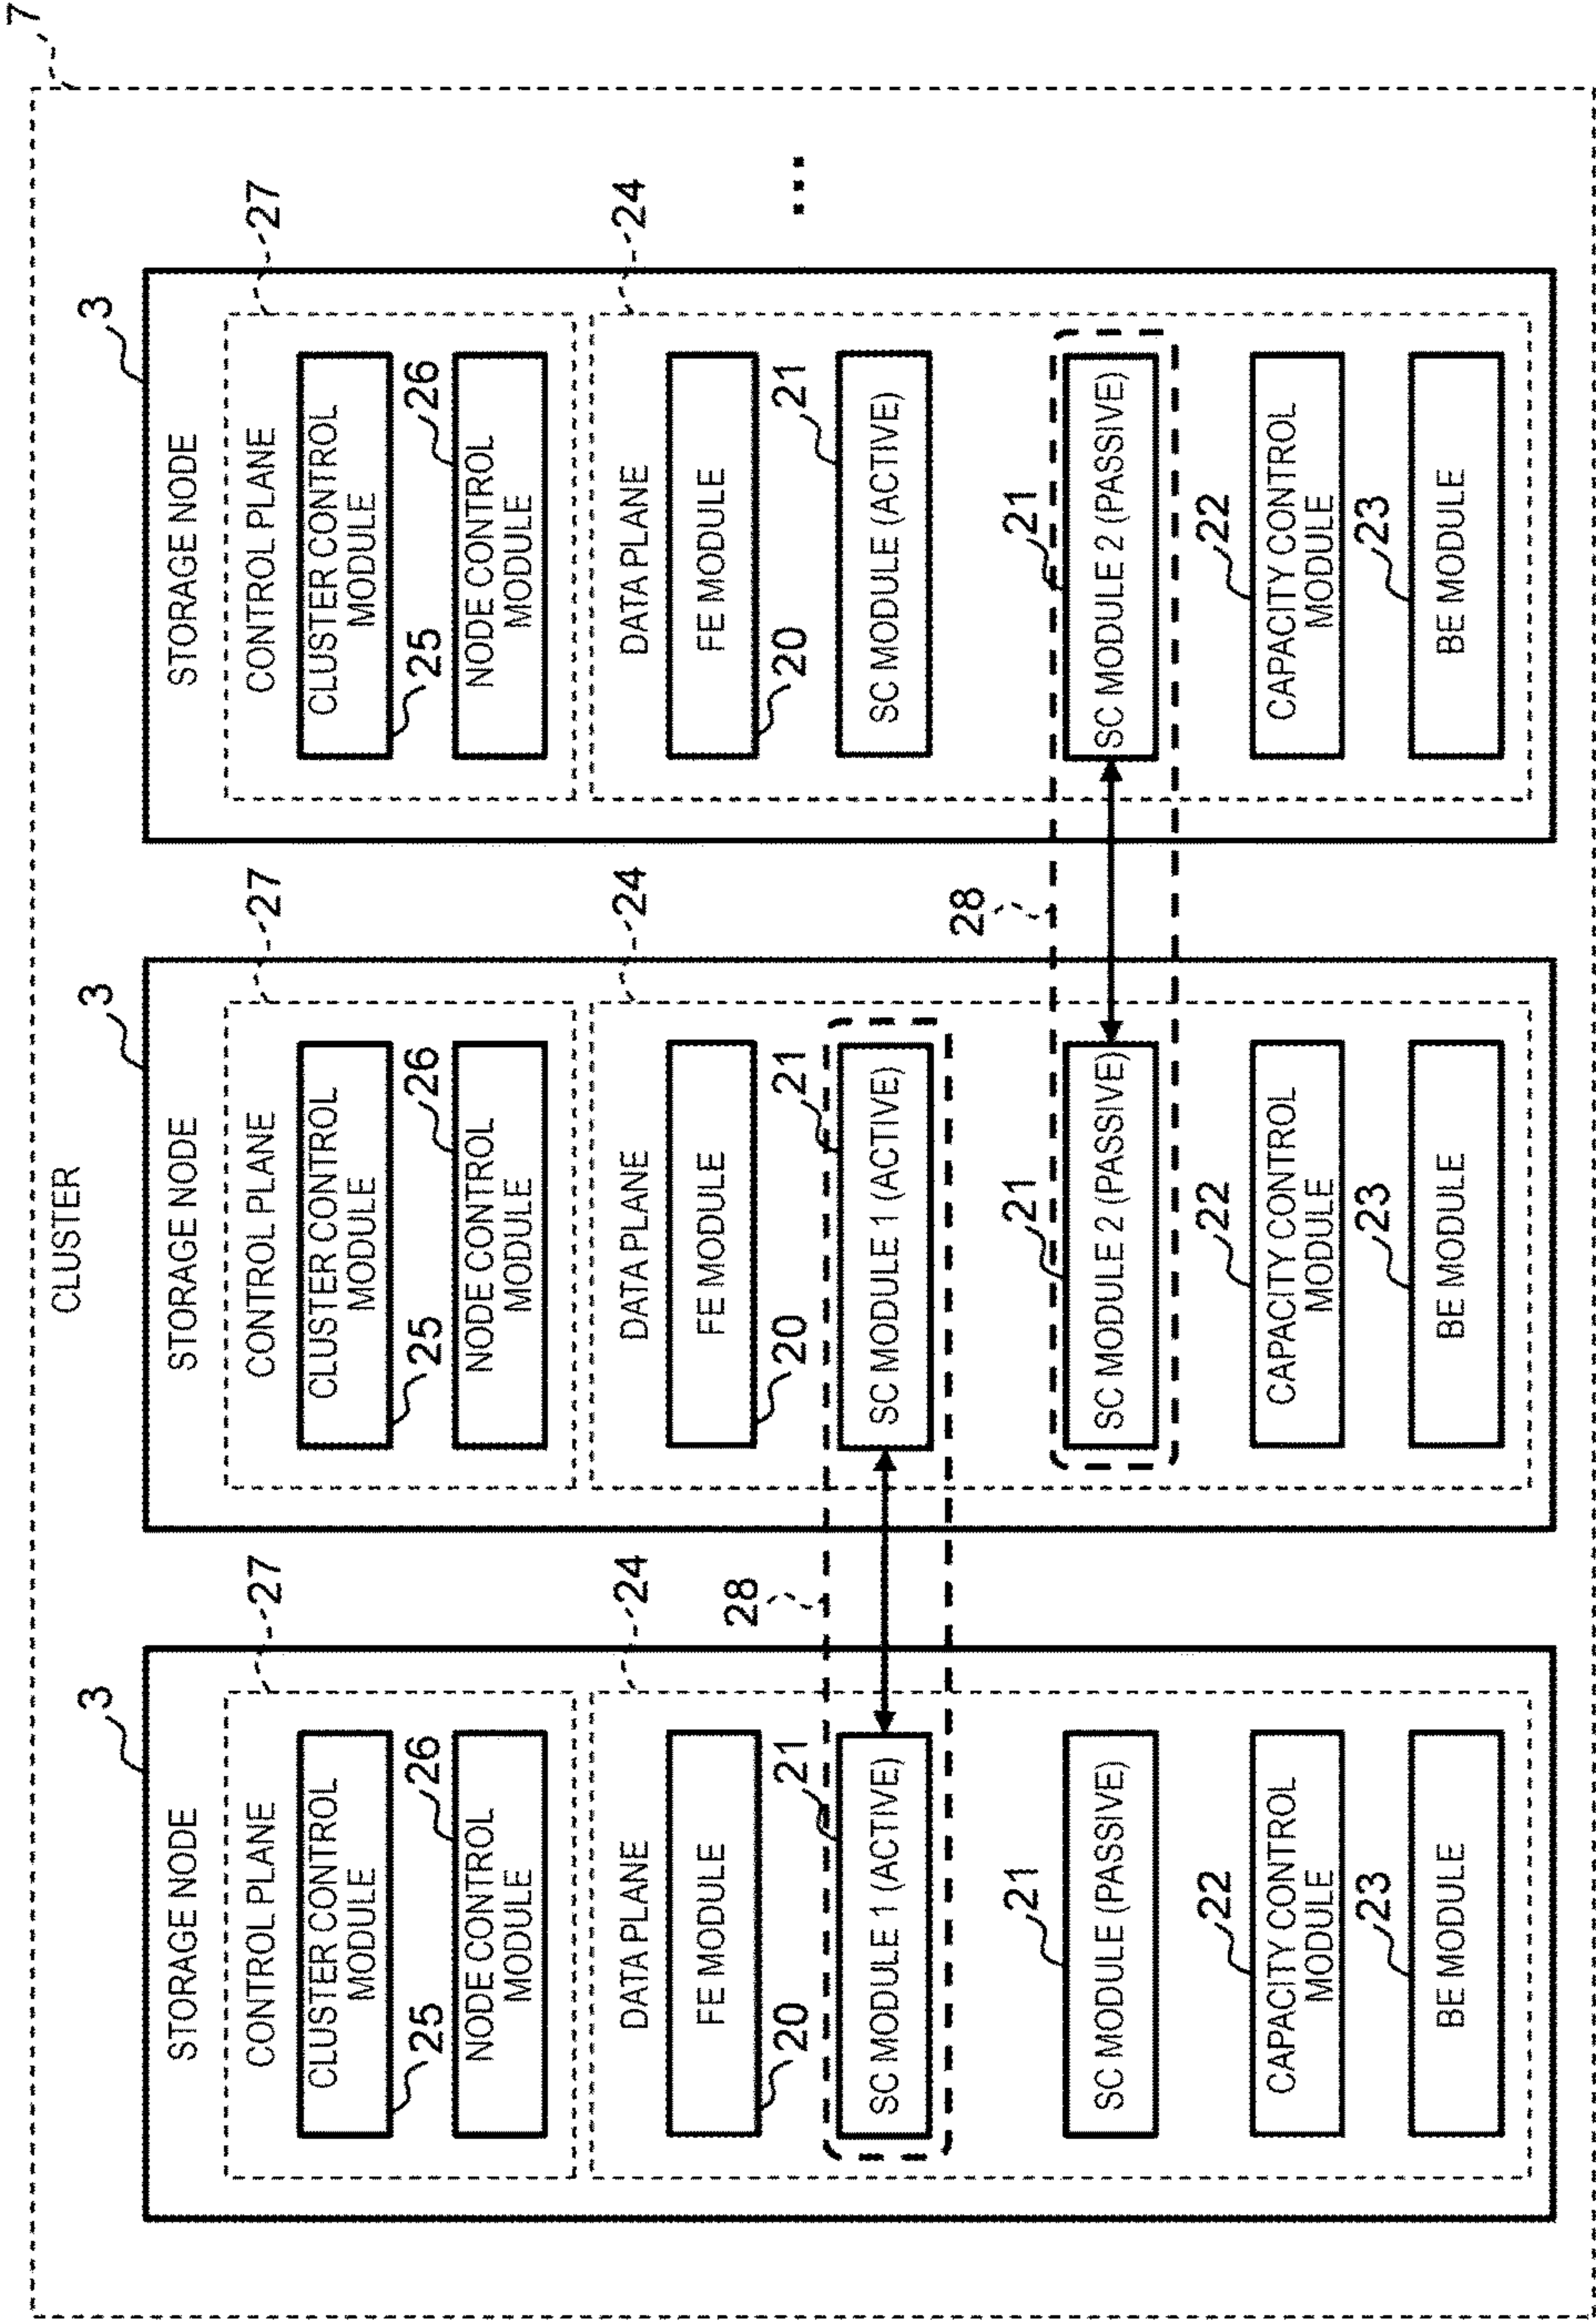 7
CLUSTER
3
STORAGE NODE
27
CONTROL PLANE
CLUSTER CONTROL
MODULE
25
26
NODE CONTROL
MODULE
24
DATA PLANE
FE MODULE
20
21
SC MODULE 1 (ACTIVE)
28
21
SC MODULE (PASSIVE)
22
CAPACITY CONTROL
MODULE
23
BE MODULE
3
STORAGE NODE
27
CONTROL PLANE
CLUSTER CONTROL
MODULE
25
26
NODE CONTROL
MODULE
24
DATA PLANE
FE MODULE
20
21
SC MODULE 1 (ACTIVE)
28
21
SC MODULE 2 (PASSIVE)
22
CAPACITY CONTROL
MODULE
23
BE MODULE
3
STORAGE NODE
27
CONTROL PLANE
CLUSTER CONTROL
MODULE
25
26
NODE CONTROL
MODULE
24
DATA PLANE
FE MODULE
20
21
SC MODULE (ACTIVE)
21
SC MODULE 2 (PASSIVE)
22
CAPACITY CONTROL
MODULE
23
BE MODULE
...